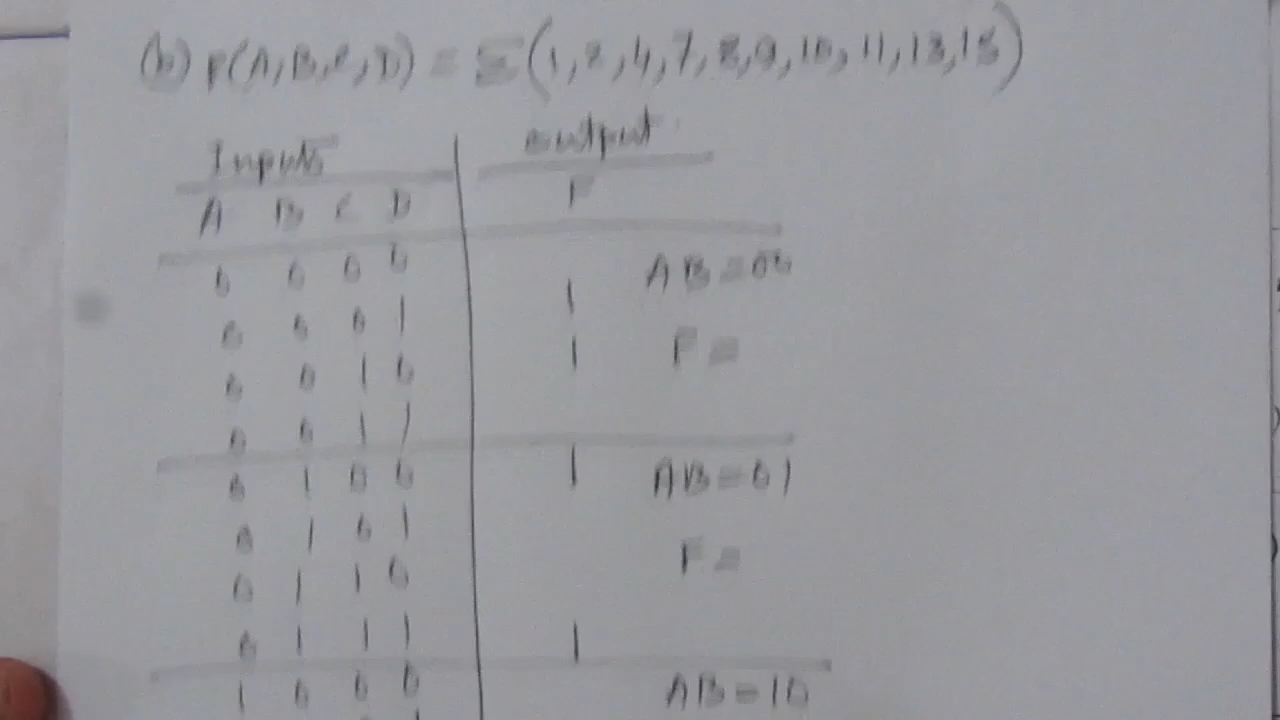 (b) F(A,B,C,D) = Σ(1,2,4,7,8,9,10,11,13,15)
Inputs output
A B C D F
0 0 0 0 AB=00
0 0 0 1 1
0 0 1 0 1 F =
0 0 1 1
0 1 0 0 1 AB=01
0 1 0 1
0 1 1 0 F =
0 1 1 1 1
1 0 0 0 AB=10